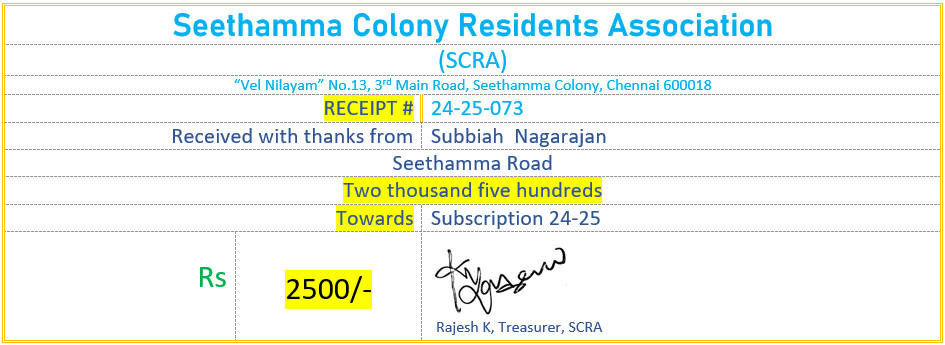 Seethamma Colony Residents Association
(SCRA)
“Vel Nilayam” No.13, 3rd Main Road, Seethamma Colony, Chennai 600018
RECEIPT # 24-25-073
Received with thanks from Subbiah Nagarajan
Seethamma Road
Two thousand five hundreds
Towards Subscription 24-25
Rs 2500/-
Rajesh K, Treasurer, SCRA